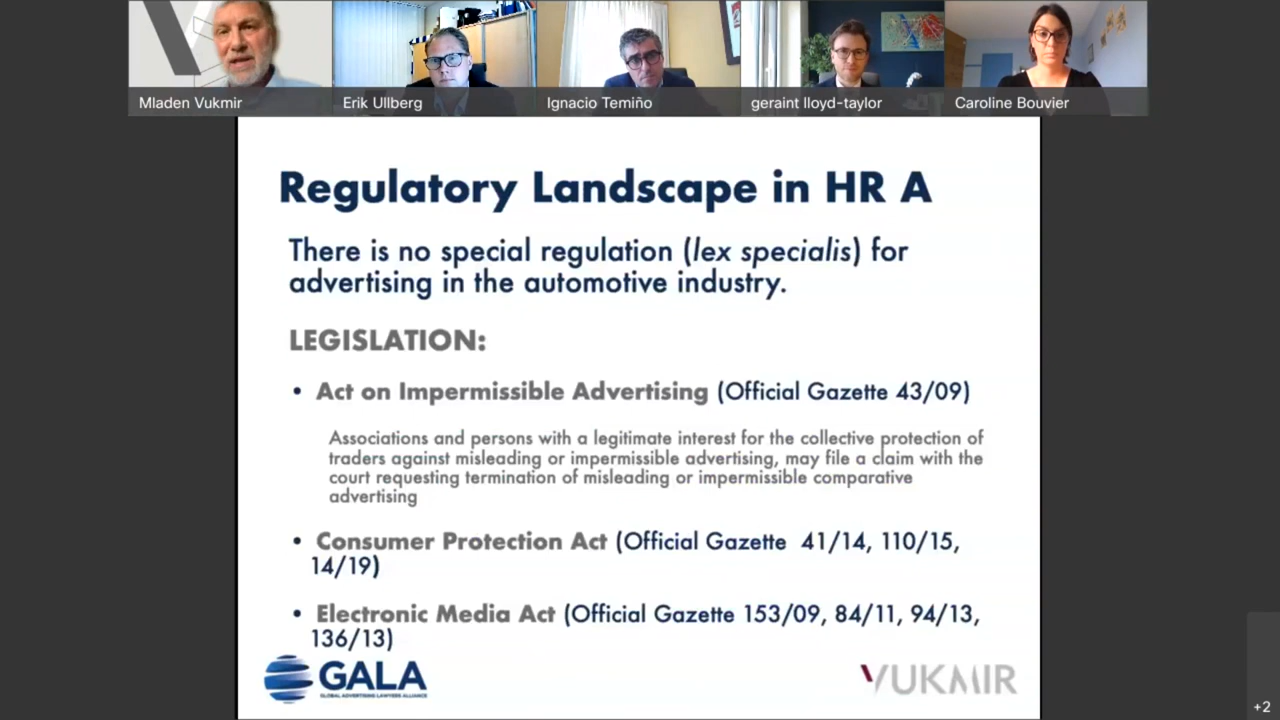 Mladen Vukmir
Erik Ullberg
Ignacio Temiño
geraint lloyd-taylor
Caroline Bouvier
Regulatory Landscape in HR A
There is no special regulation (lex specialis) for
advertising in the automotive industry.
LEGISLATION:
• Act on Impermissible Advertising (Official Gazette 43/09)
Associations and persons with a legitimate interest for the collective protection of
traders against misleading or impermissible advertising, may file a claim with the
court requesting termination of misleading or impermissible comparative
advertising
• Consumer Protection Act (Official Gazette 41/14, 110/15,
14/19)
• Electronic Media Act (Official Gazette 153/09, 84/11, 94/13,
136/13)
GALA
GLOBAL ADVERTISING LAWYERS ALLIANCE
VUKMIR
+2